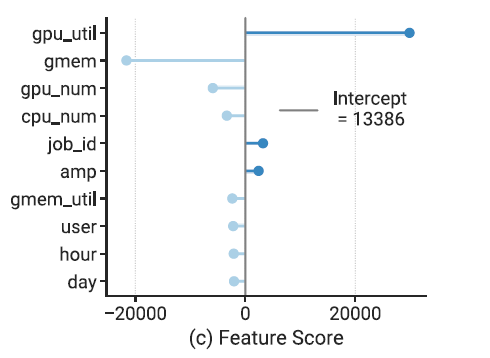 gpu_util
gmem
gpu_num
cpu_num
job_id
amp
gmem_util
user
hour
day
Intercept
= 13386
−20000 0 20000
(c) Feature Score